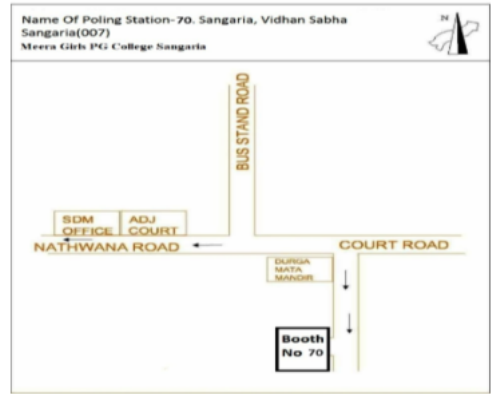 Name Of Poling Station-70. Sangaria, Vidhan Sabha
Sangaria(007)
Meera Girls PG College Sangaria
N
BUS STAND ROAD
SDM
OFFICE
ADJ
COURT
NATHWANA ROAD
COURT ROAD
DURGA
MATA
MANDIR
Booth
No 70